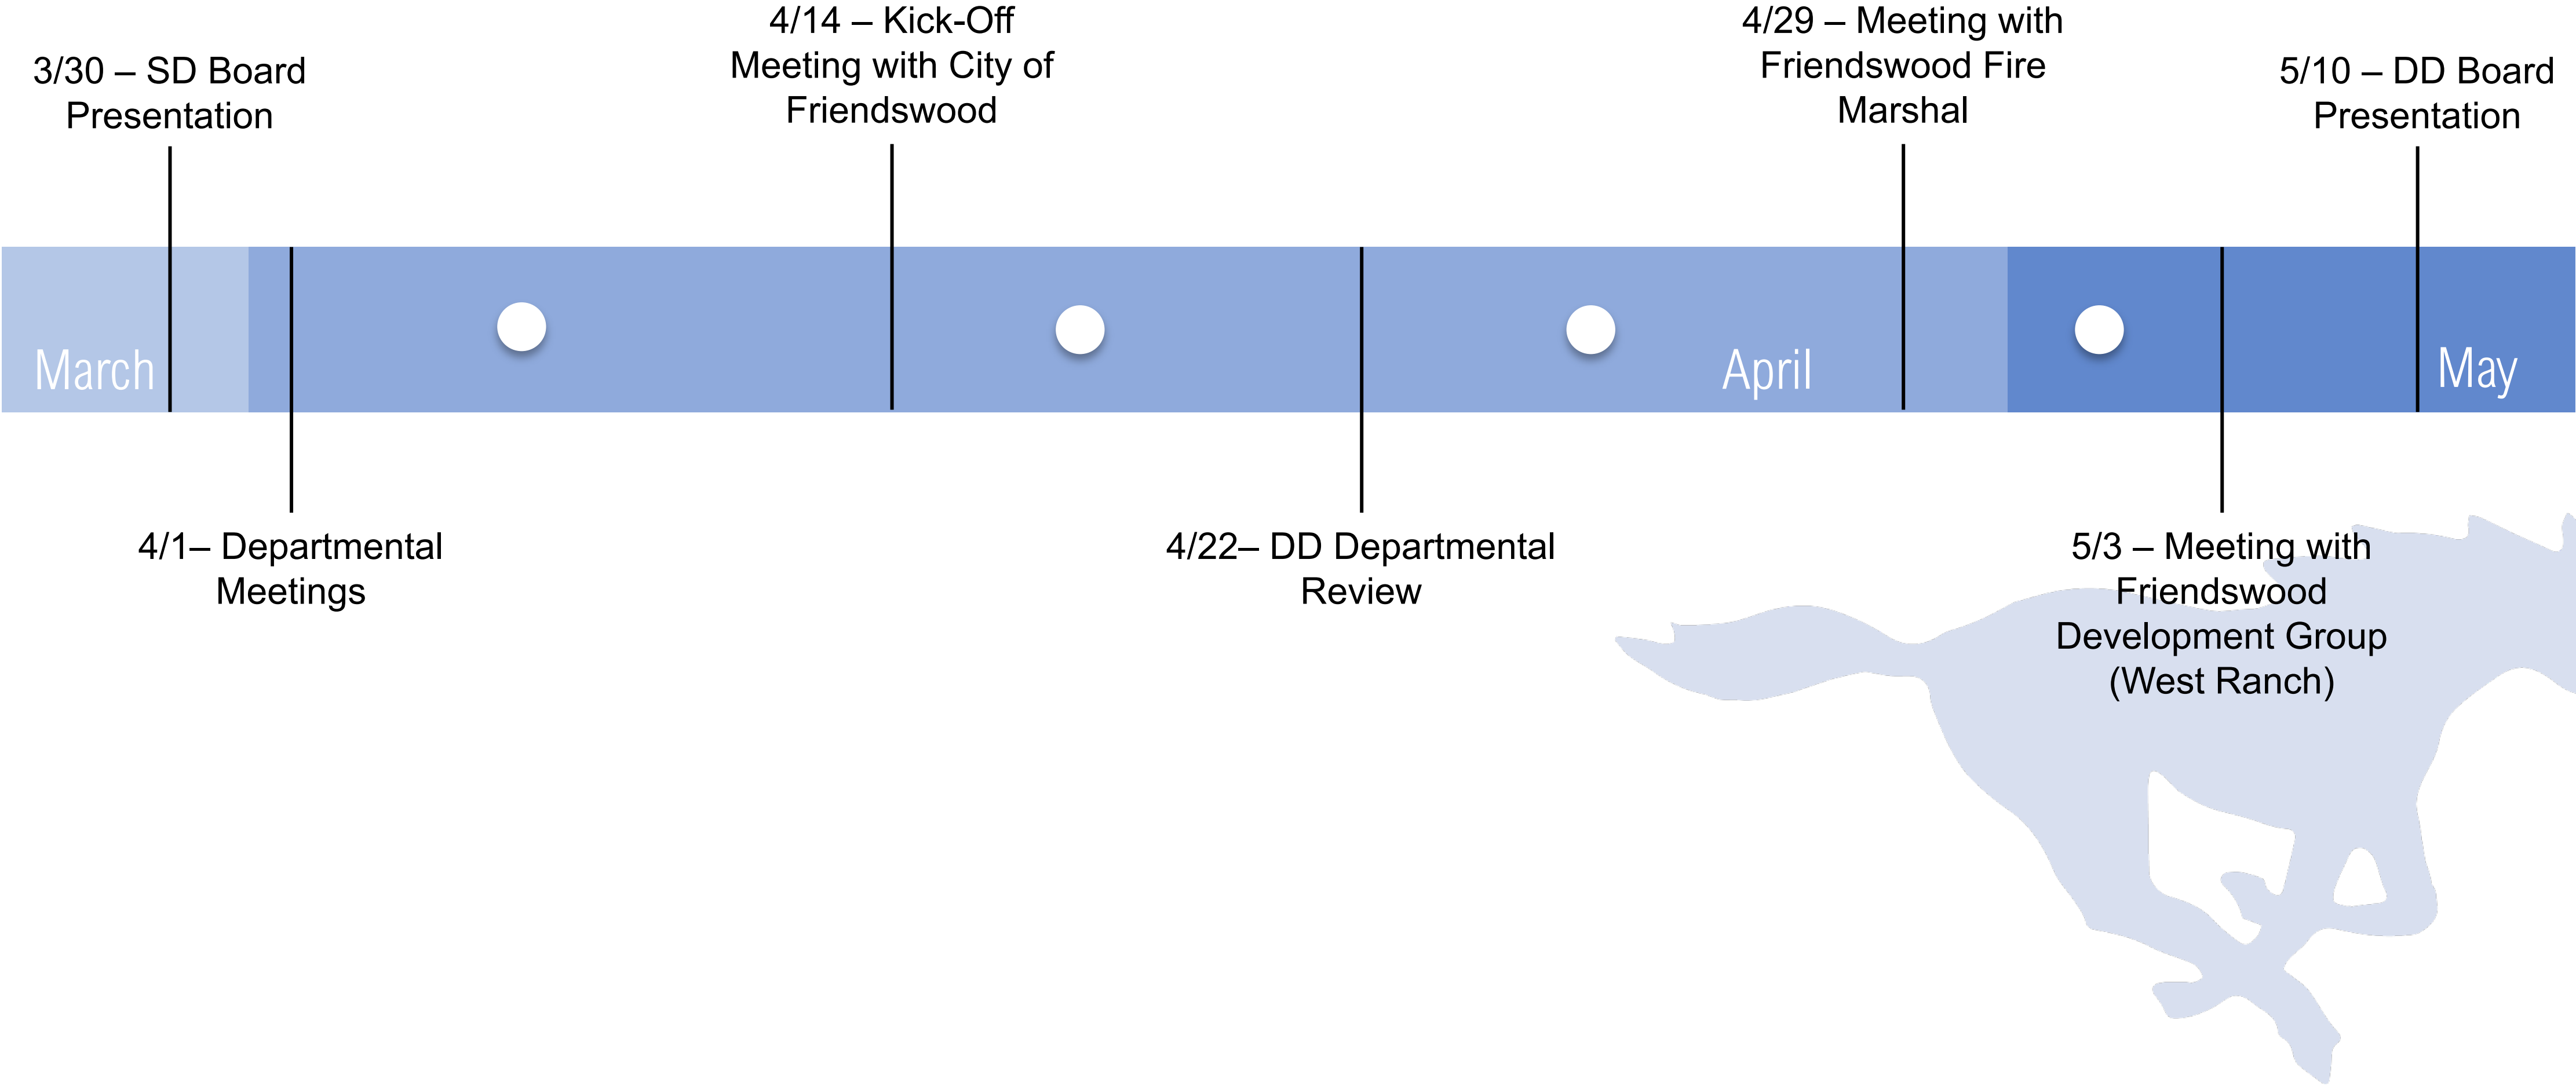 3/30 – SD Board
Presentation
4/14 – Kick-Off
Meeting with City of
Friendswood
4/29 – Meeting with
Friendswood Fire
Marshal
5/10 – DD Board
Presentation
March
April
May
4/1– Departmental
Meetings
4/22– DD Departmental
Review
5/3 – Meeting with
Friendswood
Development Group
(West Ranch)